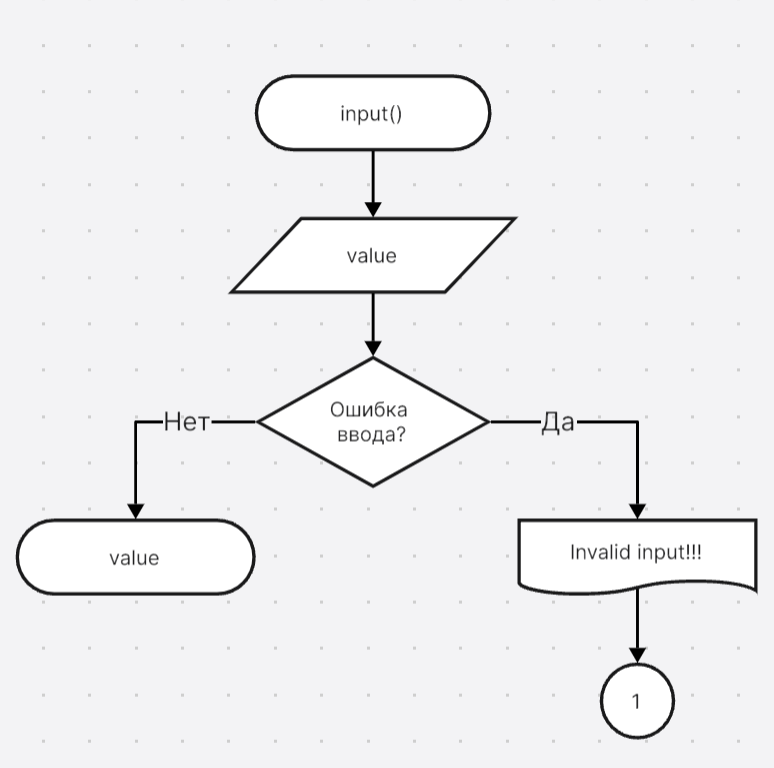 input()
value
Ошибка
ввода?
Нет
Да
value
Invalid input!!!
1